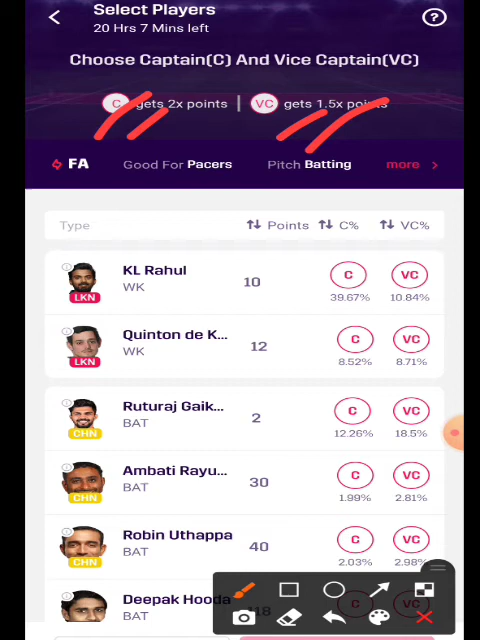 Select Players
20 Hrs 7 Mins left
?
Choose Captain(C) And Vice Captain(VC)
C gets 2x points | VC gets 1.5x points
FA Good For Pacers Pitch Batting more >
Type Points C% VC%
KL Rahul
WK
10
C VC
39.67% 10.84%
LKN
Quinton de K...
WK
12
C VC
8.52% 8.71%
LKN
Ruturaj Gaik...
BAT
2
C VC
12.26% 18.5%
CHN
Ambati Rayu...
BAT
30
C VC
1.99% 2.81%
CHN
Robin Uthappa
BAT
40
C VC
2.03% 2.98%
CHN
Deepak Hooda
BAT
118
C VC